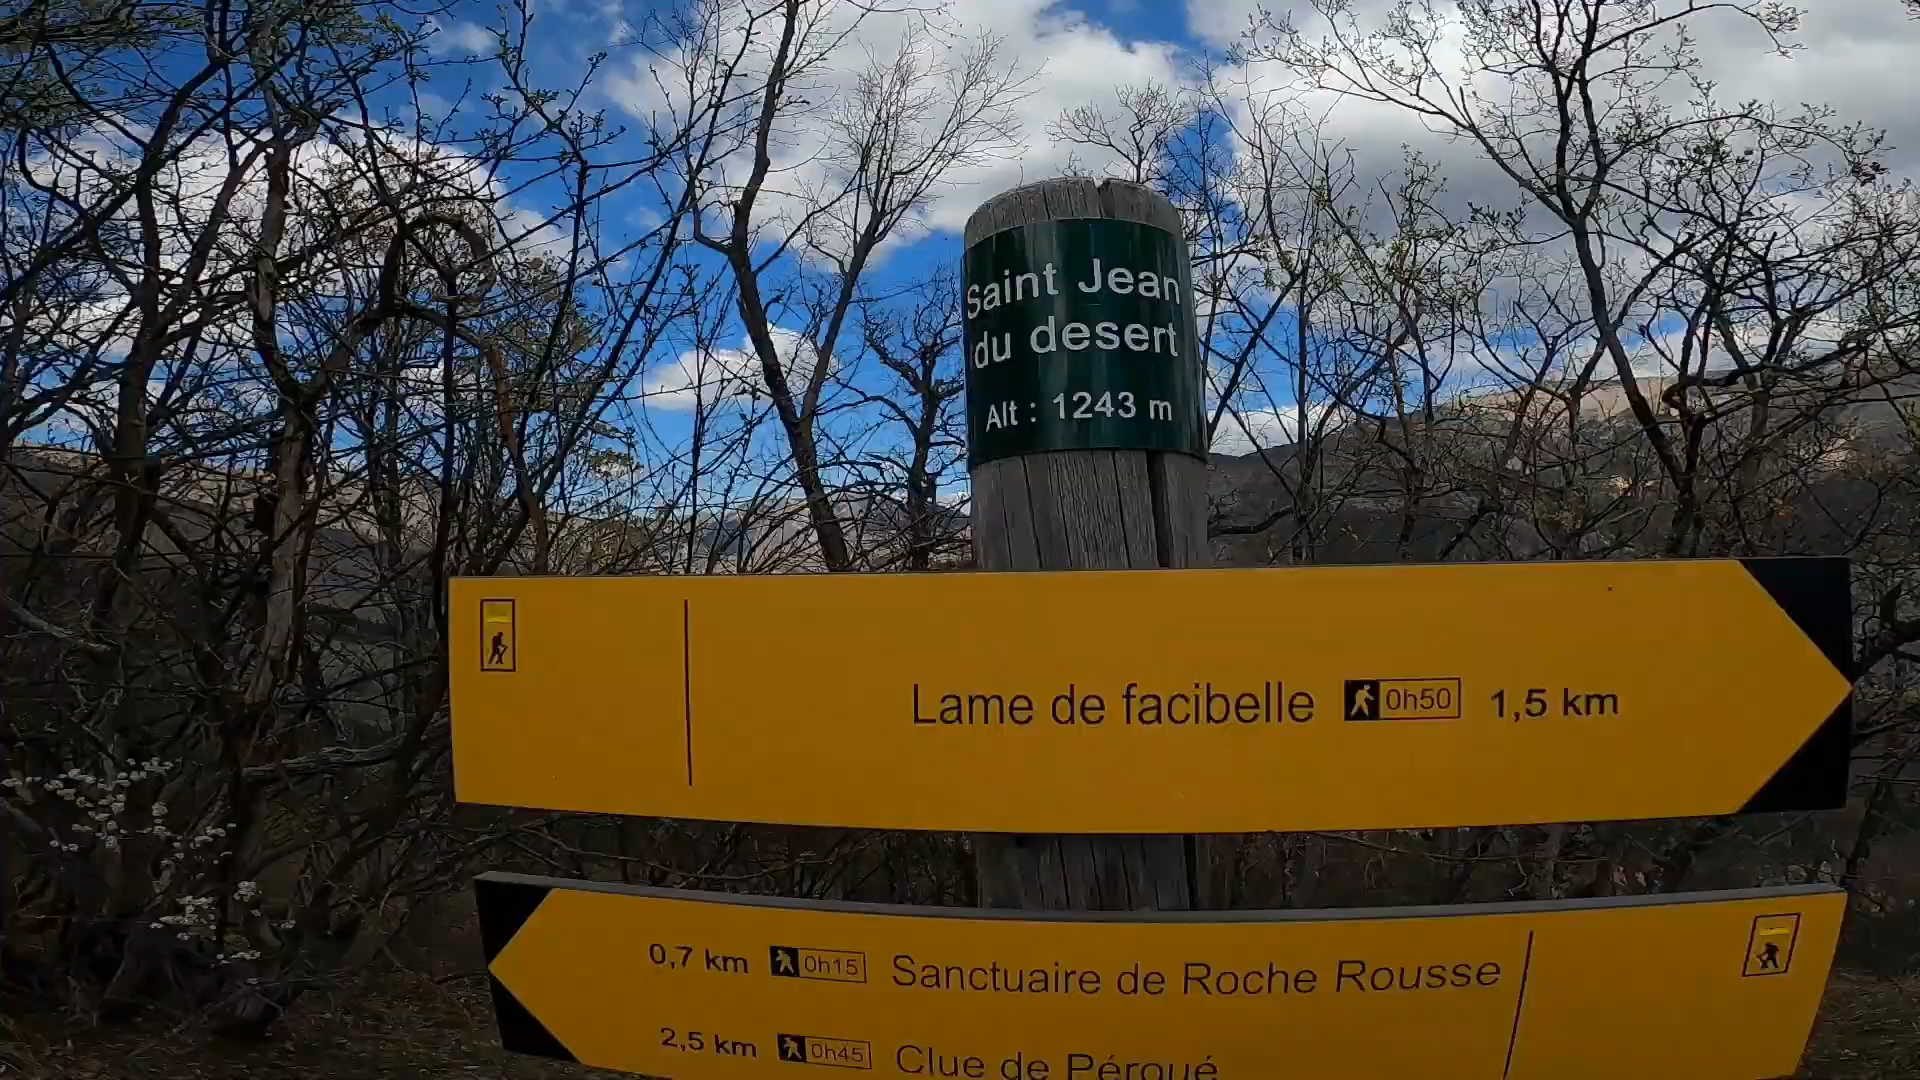 Saint Jean
du desert
Alt : 1243 m
Lame de facibelle 0h50 1,5 km
0,7 km 0h15 Sanctuaire de Roche Rousse
2,5 km 0h45 Clue de Péroué